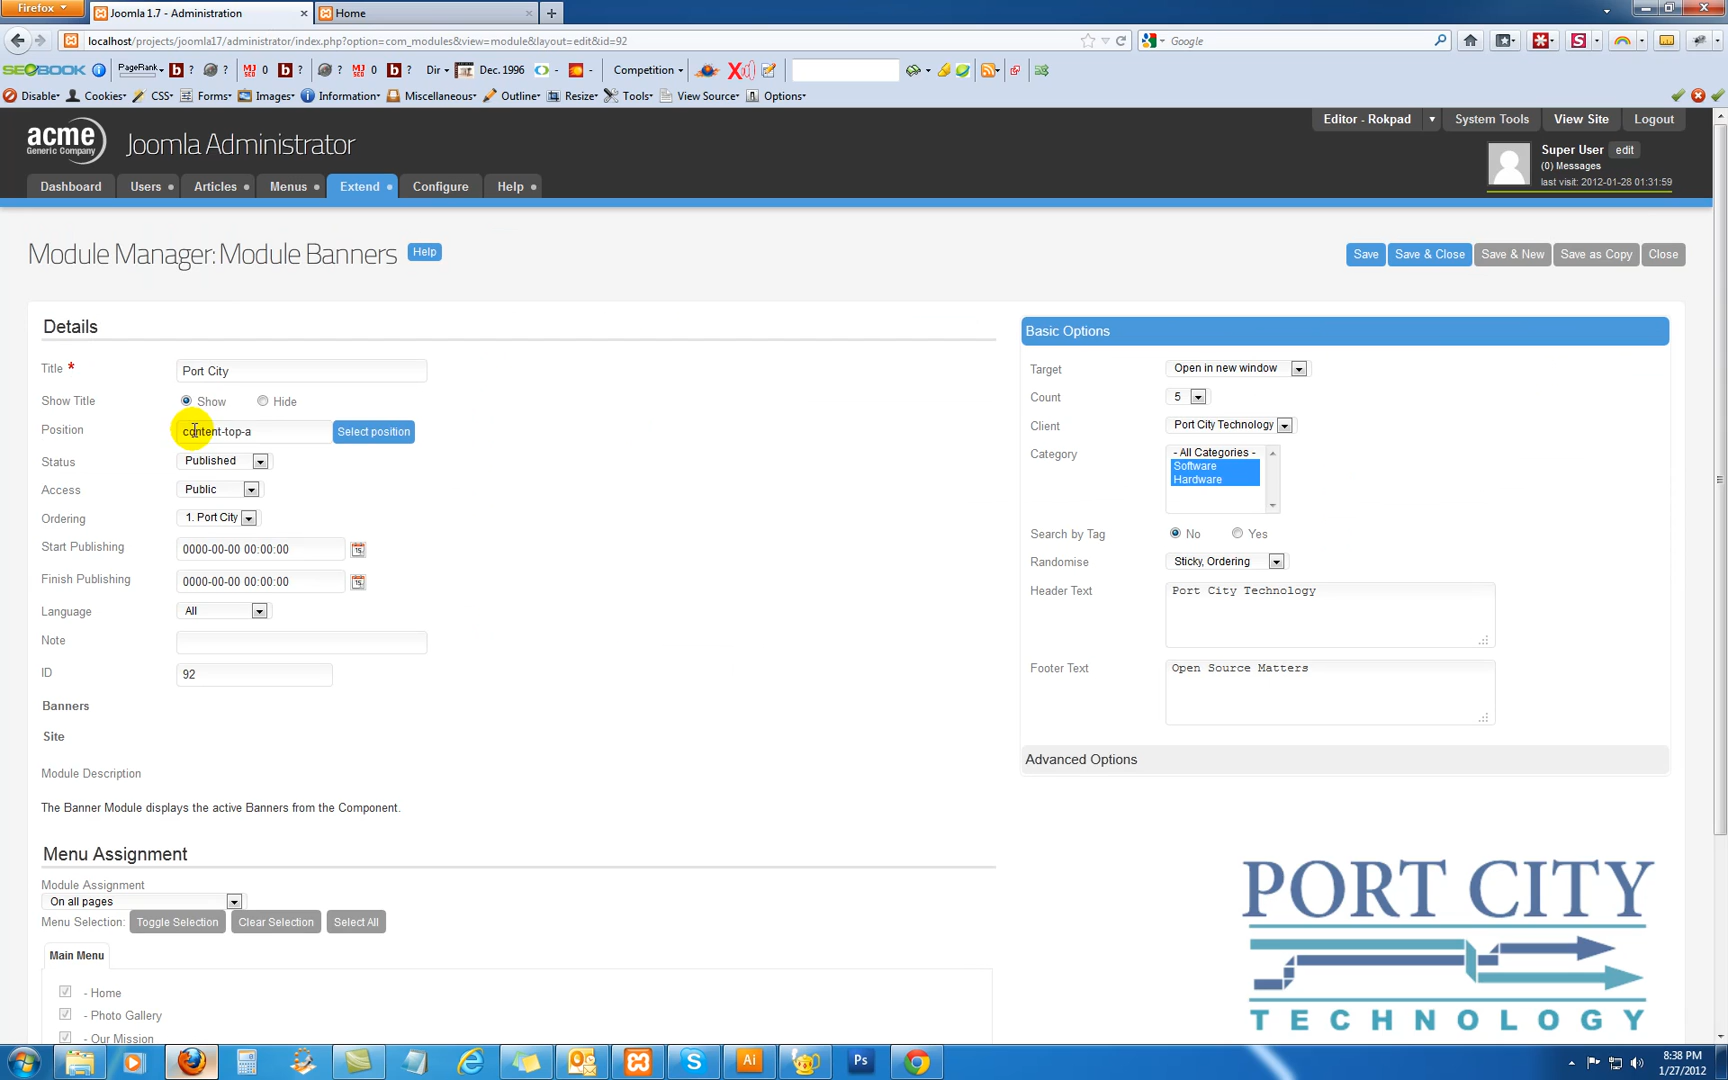 Firefox
Joomla 1.7 - Administration
Home
localhost/projects/joomla17/administrator/index.php?option=com_modules&view=module&layout=edit&id=92
Google
SEOBOOK
PageRank
?
?
MJ SEO
0
?
?
MJ SEO
0
?
Dir
Dec.1996
Competition
Disable
Cookies
CSS
Forms
Images
Information
Miscellaneous
Outline
Resize
Tools
View Source
Options
acme
Generic Company
Joomla Administrator
Editor - Rokpad
System Tools
View Site
Logout
Super User
edit
(0) Messages
last visit: 2012-01-28 01:31:59
Dashboard
Users
Articles
Menus
Extend
Configure
Help
Module Manager: Module Banners
Help
Save
Save & Close
Save & New
Save as Copy
Close
Details
Title *
Port City
Show Title
Show
Hide
Position
content-top-a
Select position
Status
Published
Access
Public
Ordering
1. Port City
Start Publishing
0000-00-00 00:00:00
Finish Publishing
0000-00-00 00:00:00
Language
All
Note
ID
92
Banners
Site
Module Description
The Banner Module displays the active Banners from the Component.
Basic Options
Target
Open in new window
Count
5
Client
Port City Technology
Category
- All Categories -
Software
Hardware
Search by Tag
No
Yes
Randomise
Sticky, Ordering
Header Text
Port City Technology
Footer Text
Open Source Matters
Advanced Options
Menu Assignment
Module Assignment
On all pages
Menu Selection:
Toggle Selection
Clear Selection
Select All
Main Menu
- Home
- Photo Gallery
- Our Mission
PORT CITY
TECHNOLOGY
Ai
Ps
8:38 PM
1/27/2012